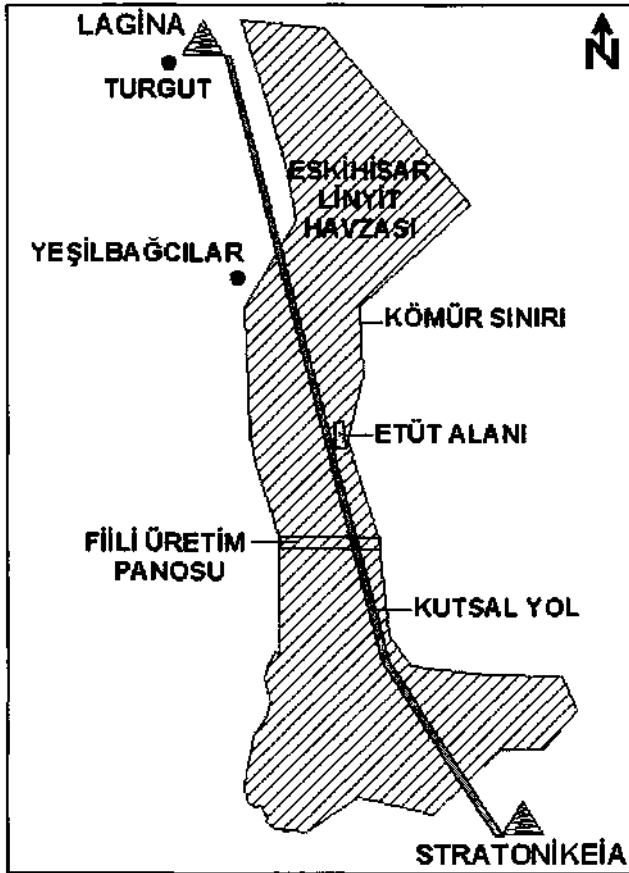 LAGİNA
N
TURGUT
ESKİHİSAR
LİNYİT
HAVZASI
YEŞİLBAĞCILAR
KÖMÜR SINIRI
ETÜT ALANI
FİİLİ ÜRETİM
PANOSU
KUTSAL YOL
STRATONİKEİA